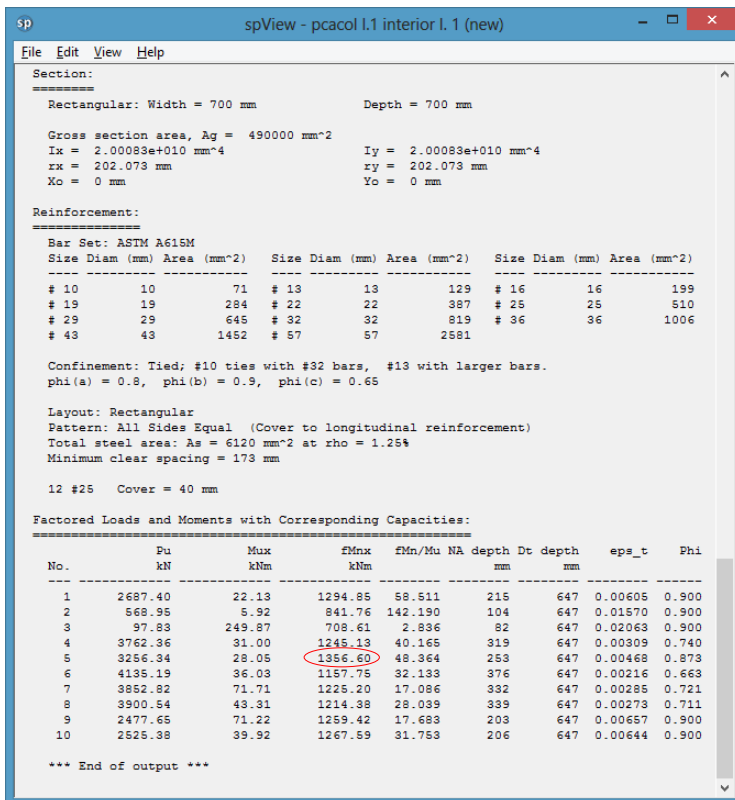 sp spView - pcacol l.1 interior l. 1 (new)
File Edit View Help
Section:
========
Rectangular: Width = 700 mm Depth = 700 mm
Gross section area, Ag = 490000 mm^2
Ix = 2.00083e+010 mm^4 Iy = 2.00083e+010 mm^4
rx = 202.073 mm ry = 202.073 mm
Xo = 0 mm Yo = 0 mm
Reinforcement:
==============
Bar Set: ASTM A615M
Size Diam (mm) Area (mm^2) Size Diam (mm) Area (mm^2) Size Diam (mm) Area (mm^2)
---- --------- ----------- ---- --------- ----------- ---- --------- -----------
# 10 10 71 # 13 13 129 # 16 16 199
# 19 19 284 # 22 22 387 # 25 25 510
# 29 29 645 # 32 32 819 # 36 36 1006
# 43 43 1452 # 57 57 2581
Confinement: Tied; #10 ties with #32 bars, #13 with larger bars.
phi(a) = 0.8, phi(b) = 0.9, phi(c) = 0.65
Layout: Rectangular
Pattern: All Sides Equal (Cover to longitudinal reinforcement)
Total steel area: As = 6120 mm^2 at rho = 1.25%
Minimum clear spacing = 173 mm
12 #25 Cover = 40 mm
Factored Loads and Moments with Corresponding Capacities:
=========================================================
Pu Mux fMnx fMn/Mu NA depth Dt depth eps_t Phi
No. kN kNm kNm mm mm
--- ------------ ------------ ------------ ------- -------- -------- -------- ------
1 2687.40 22.13 1294.85 58.511 215 647 0.00605 0.900
2 568.95 5.92 841.76 142.190 104 647 0.01570 0.900
3 97.83 249.87 708.61 2.836 82 647 0.02063 0.900
4 3762.36 31.00 1245.13 40.165 319 647 0.00309 0.740
5 3256.34 28.05 1356.60 48.364 253 647 0.00468 0.873
6 4135.19 36.03 1157.75 32.133 376 647 0.00216 0.663
7 3852.82 71.71 1225.20 17.086 332 647 0.00285 0.721
8 3900.54 43.31 1214.38 28.039 339 647 0.00273 0.711
9 2477.65 71.22 1259.42 17.683 203 647 0.00657 0.900
10 2525.38 39.92 1267.59 31.753 206 647 0.00644 0.900
*** End of output ***